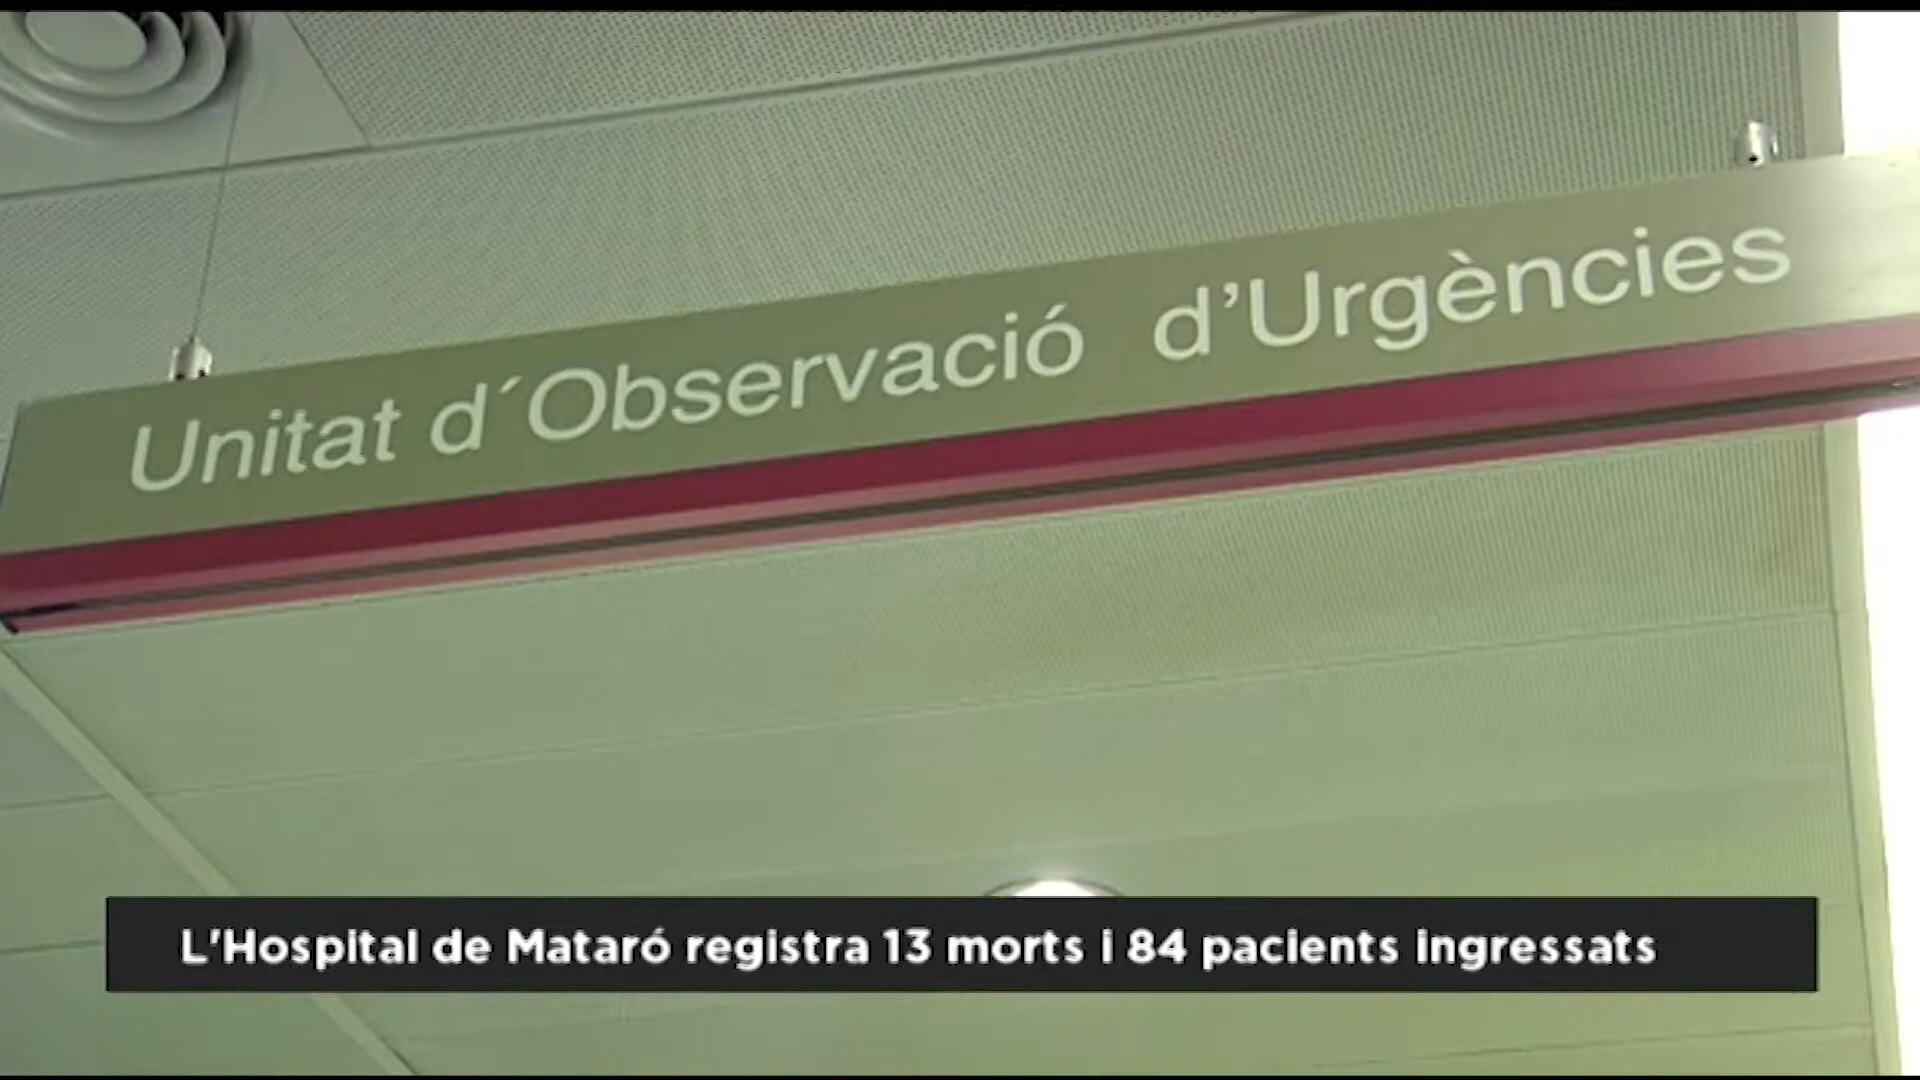 Unitat d´Observació d’Urgències
L'Hospital de Mataró registra 13 morts i 84 pacients ingressats